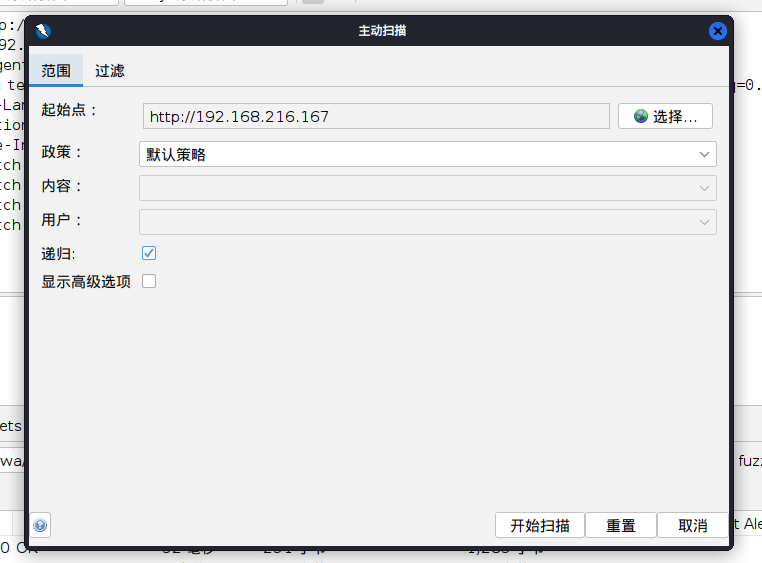 主动扫描
范围 过滤
起始点： http://192.168.216.167 选择...
政策： 默认策略
内容：
用户：
递归:
显示高级选项
开始扫描 重置 取消